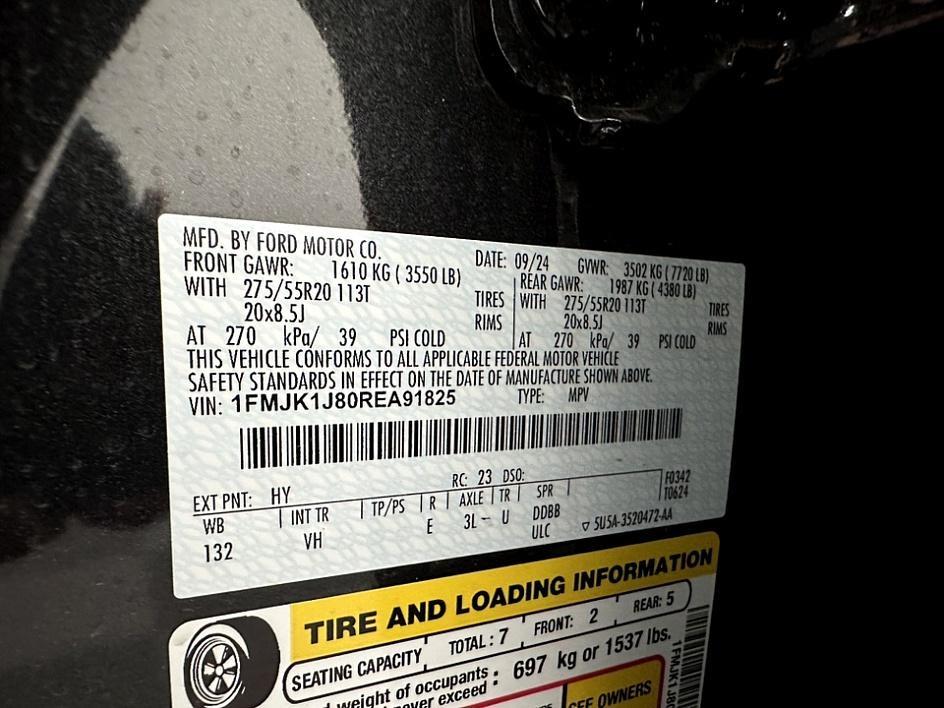 MFD. BY FORD MOTOR CO.
DATE: 09/24 GVWR: 3502 KG ( 7720 LB)
FRONT GAWR: 1610 KG ( 3550 LB) REAR GAWR: 1987 KG ( 4380 LB)
WITH 275/55R20 113T TIRES WITH 275/55R20 113T TIRES
20x8.5J RIMS 20x8.5J RIMS
AT 270 kPa/ 39 PSI COLD AT 270 kPa/ 39 PSI COLD
THIS VEHICLE CONFORMS TO ALL APPLICABLE FEDERAL MOTOR VEHICLE
SAFETY STANDARDS IN EFFECT ON THE DATE OF MANUFACTURE SHOWN ABOVE.
VIN: 1FMJK1J80REA91825 TYPE: MPV
EXT PNT: HY RC: 23 DSO: F0342
WB INT TR TP/PS R AXLE TR SPR T0624
132 VH E 3L- U DDBB
ULC ▽ 5U5A-3520472-AA
TIRE AND LOADING INFORMATION
SEATING CAPACITY TOTAL : 7 FRONT: 2 REAR: 5
weight of occupants
never exceed : 697 kg or 1537 lbs.
SEE OWNERS
1FMJK1J80